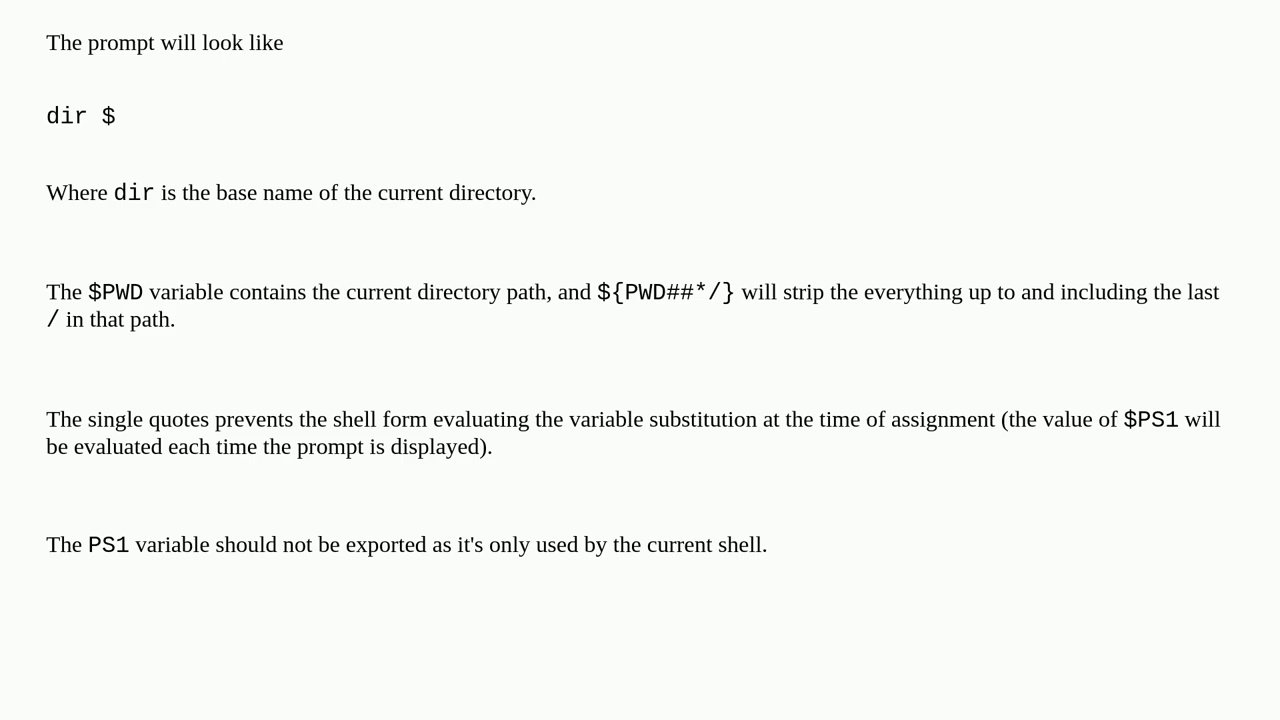 The prompt will look like
dir $
Where dir is the base name of the current directory.
The $PWD variable contains the current directory path, and ${PWD##*/} will strip the everything up to and including the last
/ in that path.
The single quotes prevents the shell form evaluating the variable substitution at the time of assignment (the value of $PS1 will
be evaluated each time the prompt is displayed).
The PS1 variable should not be exported as it's only used by the current shell.